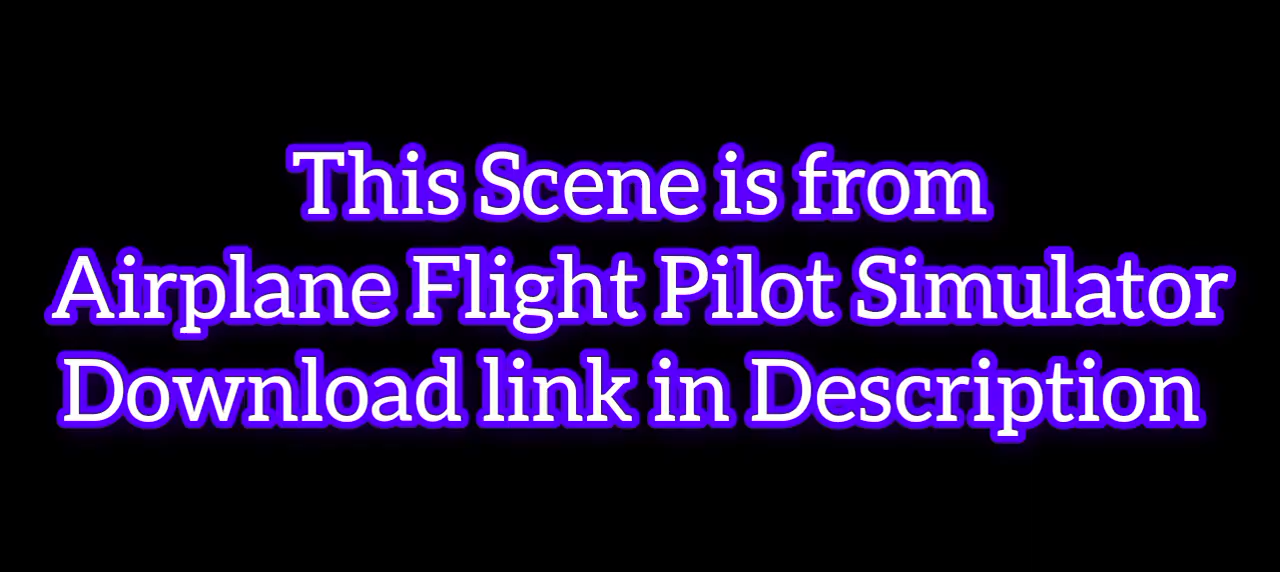 This Scene is from
Airplane Flight Pilot Simulator
Download link in Description